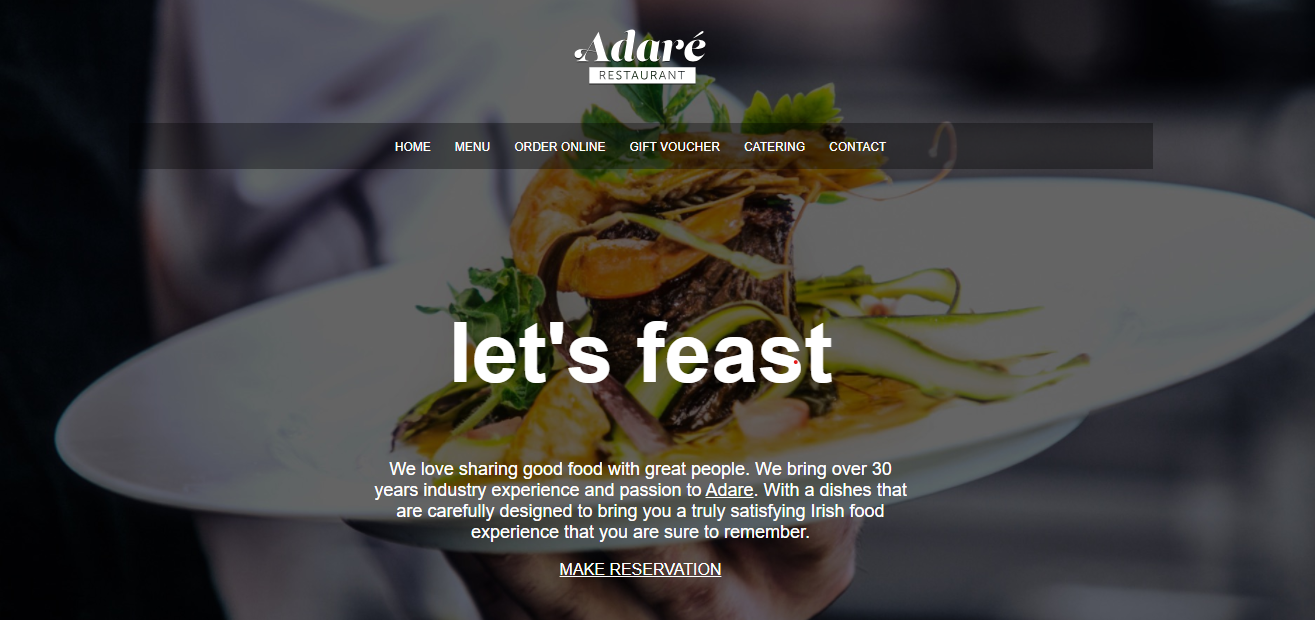 Adaré
RESTAURANT
HOME MENU ORDER ONLINE GIFT VOUCHER CATERING CONTACT
let's feast
We love sharing good food with great people. We bring over 30
years industry experience and passion to Adare. With a dishes that
are carefully designed to bring you a truly satisfying Irish food
experience that you are sure to remember.
MAKE RESERVATION